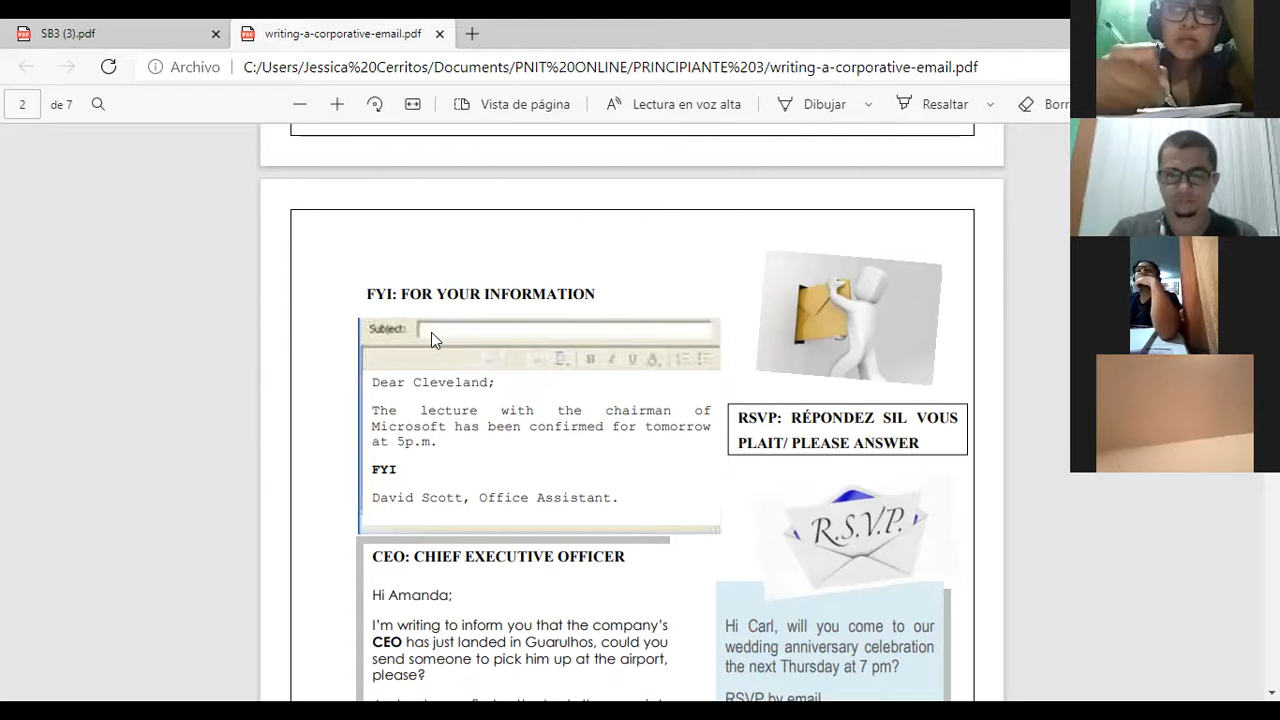 SB3 (3).pdf
writing-a-corporative-email.pdf
Archivo
C:/Users/Jessica%20Cerritos/Documents/PNIT%20ONLINE/PRINCIPIANTE%203/writing-a-corporative-email.pdf
2
de 7
Vista de página
Lectura en voz alta
Dibujar
Resaltar
Borr
FYI: FOR YOUR INFORMATION
Subject:
Dear Cleveland;
The lecture with the chairman of
Microsoft has been confirmed for tomorrow
at 5p.m.
FYI
David Scott, Office Assistant.
RSVP: RÉPONDEZ SIL VOUS
PLAIT/ PLEASE ANSWER
R.S.V.P.
CEO: CHIEF EXECUTIVE OFFICER
Hi Amanda;
I'm writing to inform you that the company's
CEO has just landed in Guarulhos, could you
send someone to pick him up at the airport,
please?
Hi Carl, will you come to our
wedding anniversary celebration
the next Thursday at 7 pm?
RSVP by email